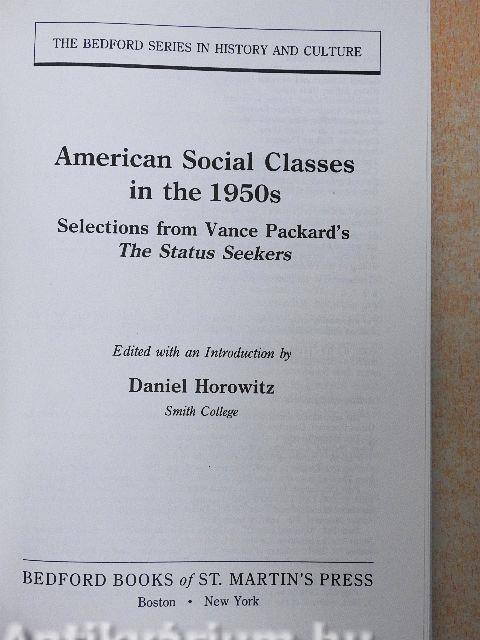 THE BEDFORD SERIES IN HISTORY AND CULTURE
American Social Classes
in the 1950s
Selections from Vance Packard's
The Status Seekers
Edited with an Introduction by
Daniel Horowitz
Smith College
BEDFORD BOOKS of ST. MARTIN'S PRESS
Boston • New York
Antikvárium.hu